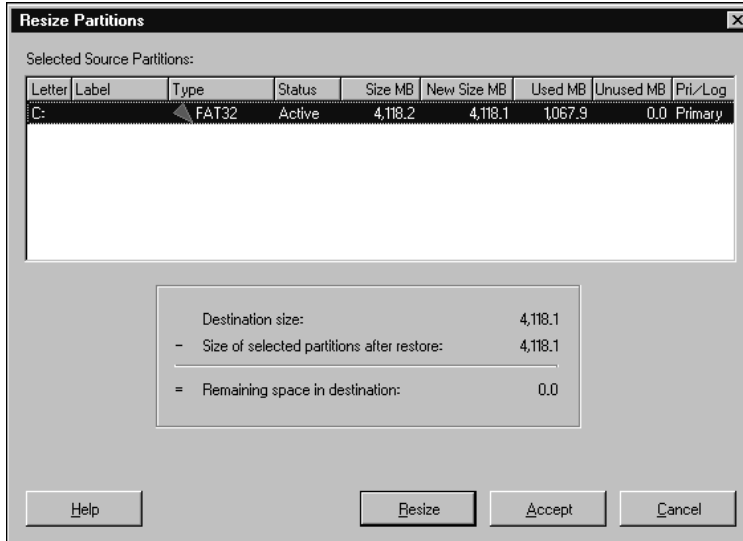 Resize Partitions
Selected Source Partitions:
Letter Label Type Status Size MB New Size MB Used MB Unused MB Pri/Log
C: FAT32 Active 4,118.2 4,118.1 1,067.9 0.0 Primary
Destination size: 4,118.1
- Size of selected partitions after restore: 4,118.1
= Remaining space in destination: 0.0
Help Resize Accept Cancel